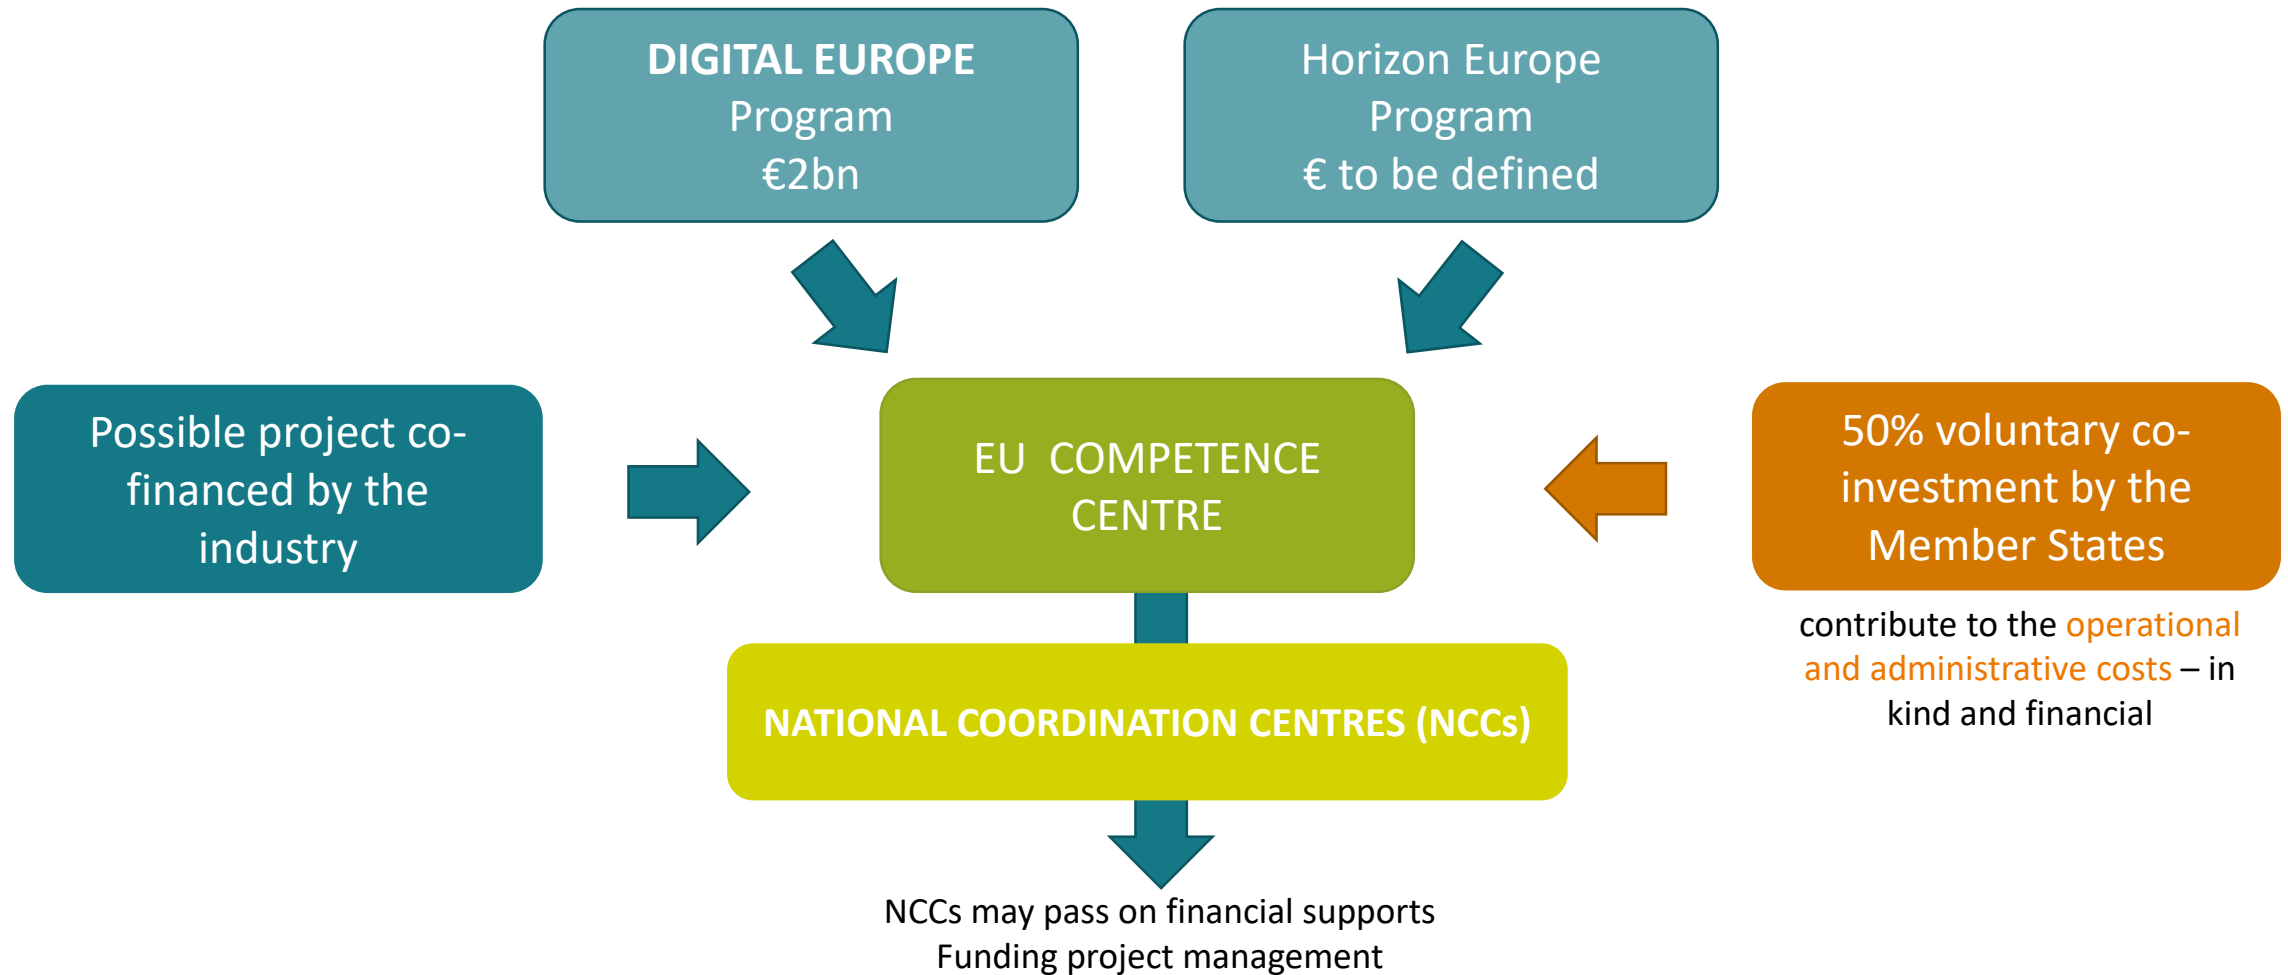 DIGITAL EUROPE
Program
€2bn
Horizon Europe
Program
€ to be defined
Possible project co-
financed by the
industry
EU  COMPETENCE
CENTRE
50% voluntary co-
investment by the
Member States
contribute to the operational
and administrative costs – in
kind and financial
NATIONAL COORDINATION CENTRES (NCCs)
NCCs may pass on financial supports
Funding project management